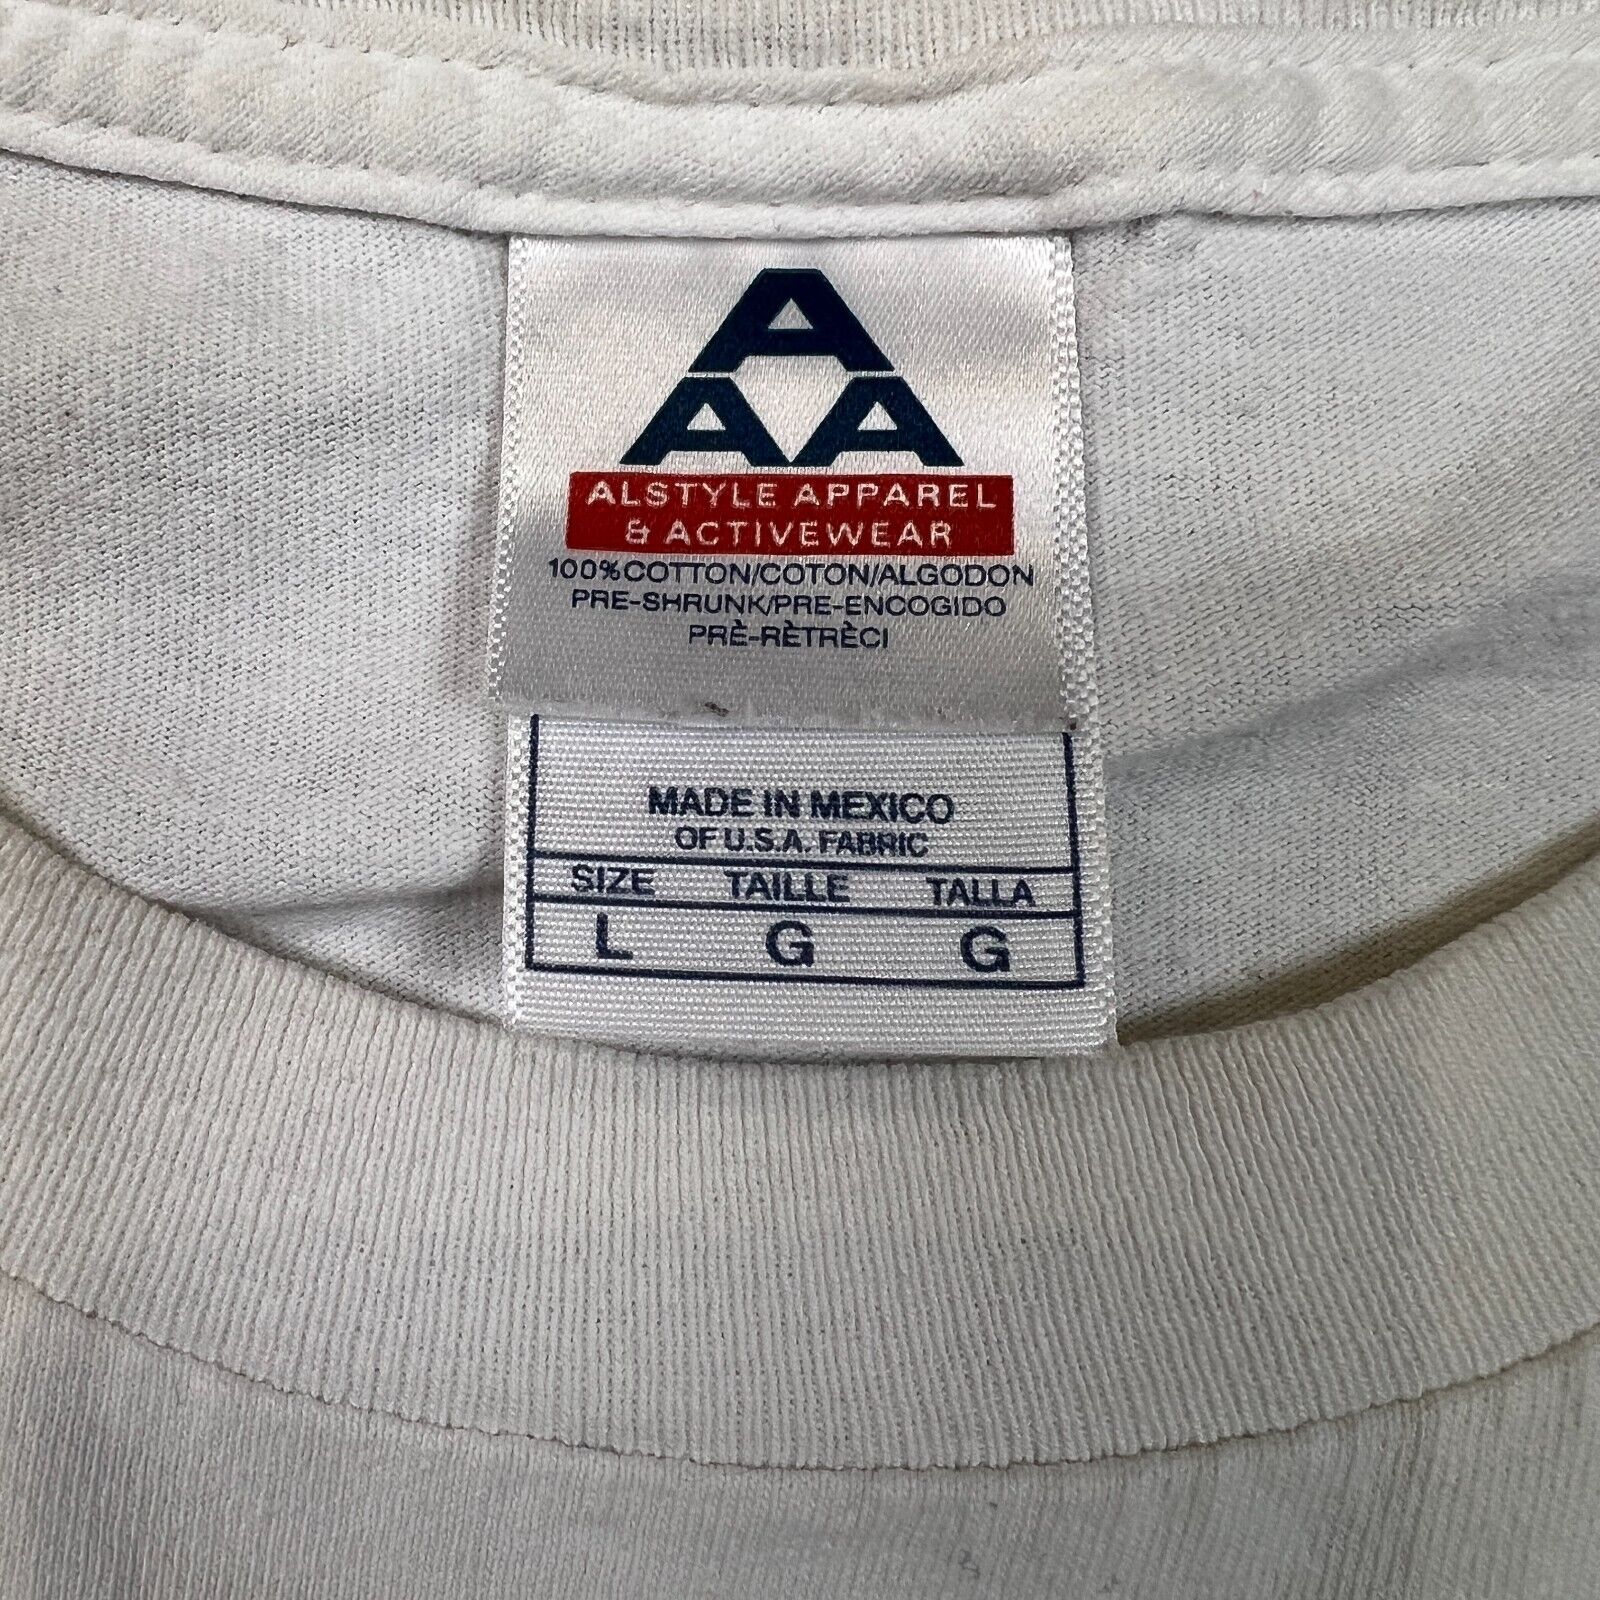 A
AA
ALSTYLE APPAREL
& ACTIVEWEAR
100% COTTON/COTON/ALGODON
PRE-SHRUNK/PRE-ENCOGIDO
PRÈ-RÈTRÈCI
MADE IN MEXICO
OF U.S.A. FABRIC
SIZE TAILLE TALLA
L G G